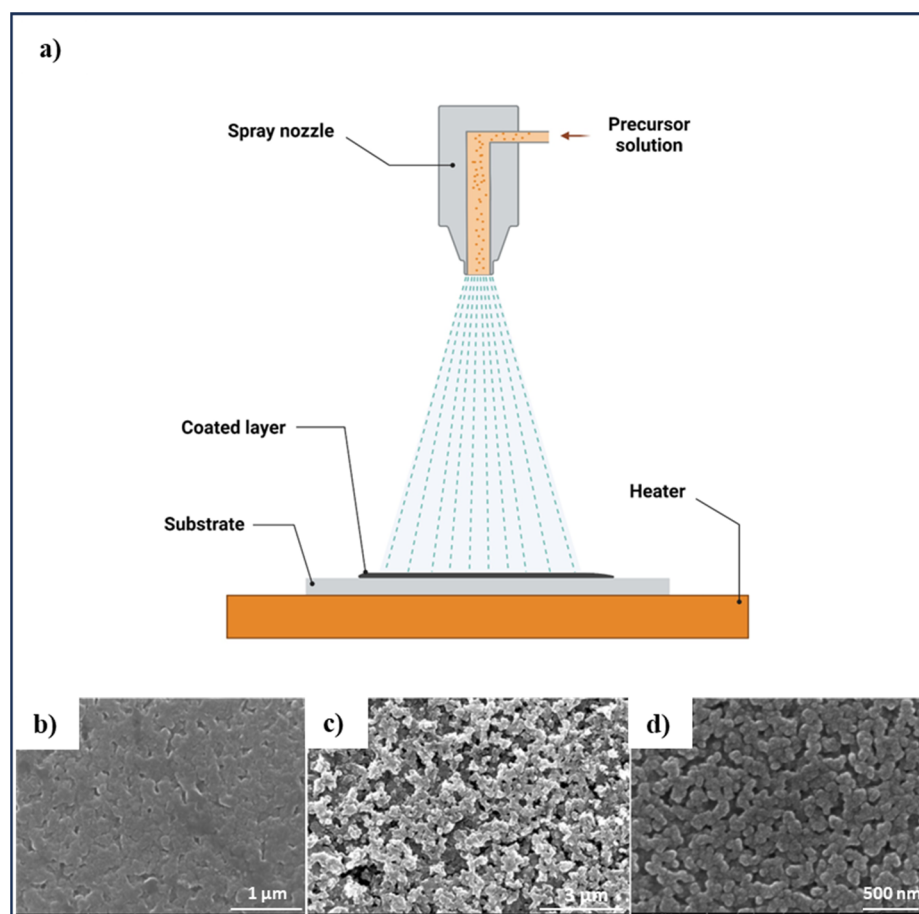 a)
Spray nozzle
Precursor
solution
Coated layer
Substrate
Heater
b)
c)
d)
1 µm
3 µm
500 nm